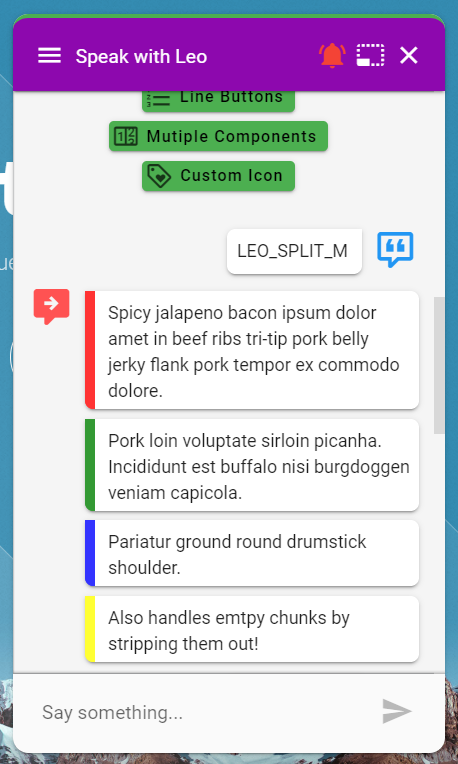 Speak with Leo
Line Buttons
Mutiple Components
Custom Icon
LEO_SPLIT_M
Spicy jalapeno bacon ipsum dolor
amet in beef ribs tri-tip pork belly
jerky flank pork tempor ex commodo
dolore.
Pork loin voluptate sirloin picanha.
Incididunt est buffalo nisi burgdoggen
veniam capicola.
Pariatur ground round drumstick
shoulder.
Also handles emtpy chunks by
stripping them out!
Say something...